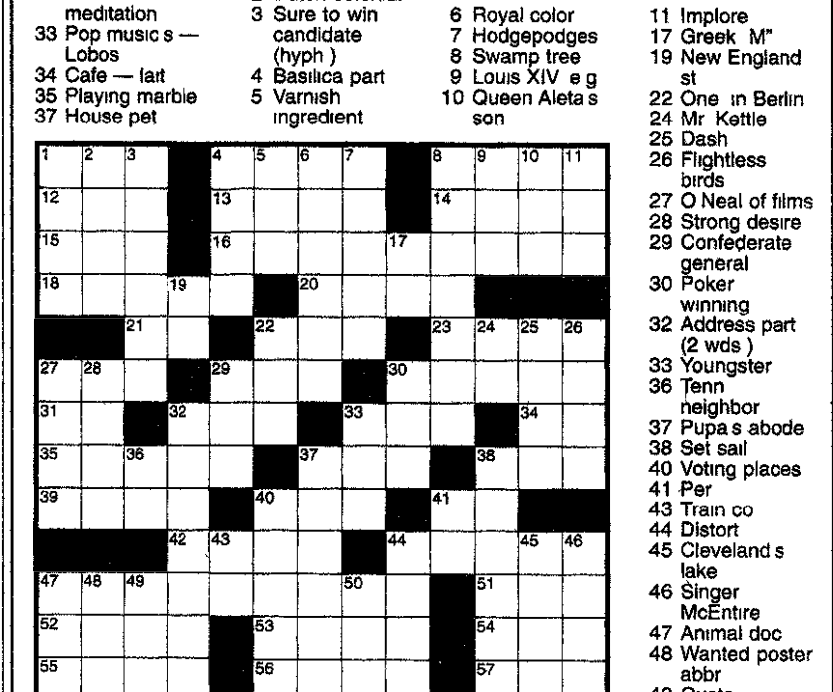 meditation
33 Pop music s —
Lobos
34 Cafe — lait
35 Playing marble
37 House pet
3 Sure to win
candidate
(hyph )
4 Basilica part
5 Varnish
ingredient
6 Royal color
7 Hodgepodges
8 Swamp tree
9 Louis XIV e g
10 Queen Aleta s
son
11 Implore
17 Greek M"
19 New England
st
22 One in Berlin
24 Mr Kettle
25 Dash
26 Flightless
birds
27 O Neal of films
28 Strong desire
29 Confederate
general
30 Poker
winning
32 Address part
(2 wds )
33 Youngster
36 Tenn
neighbor
37 Pupa s abode
38 Set sail
40 Voting places
41 Per
43 Train co
44 Distort
45 Cleveland s
lake
46 Singer
McEntire
47 Animal doc
48 Wanted poster
abbr
1 2 3 4 5 6 7 8 9 10 11
12 13 14
15 16 17
18 19 20
21 22 23 24 25 26
27 28 29 30
31 32 33 34
35 36 37 38
39 40 41
42 43 44 45 46
47 48 49 50 51
52 53 54
55 56 57